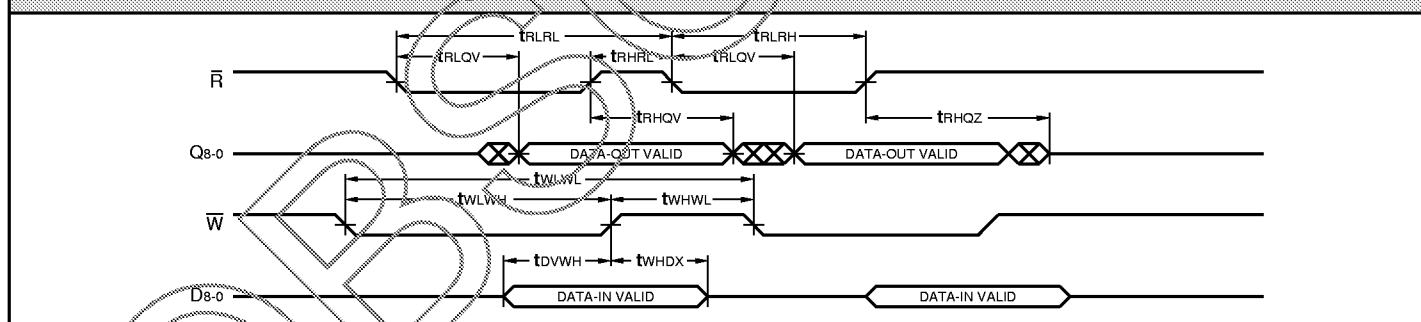 tRLRL tRLRH
tRLQV tRHRL tRLQV
R̅
tRHQV tRHQZ
Q8-0 DATA-OUT VALID DATA-OUT VALID
tWLWL
tWLWH tWHWL
W̅
tDVWH tWHDX
D8-0 DATA-IN VALID DATA-IN VALID